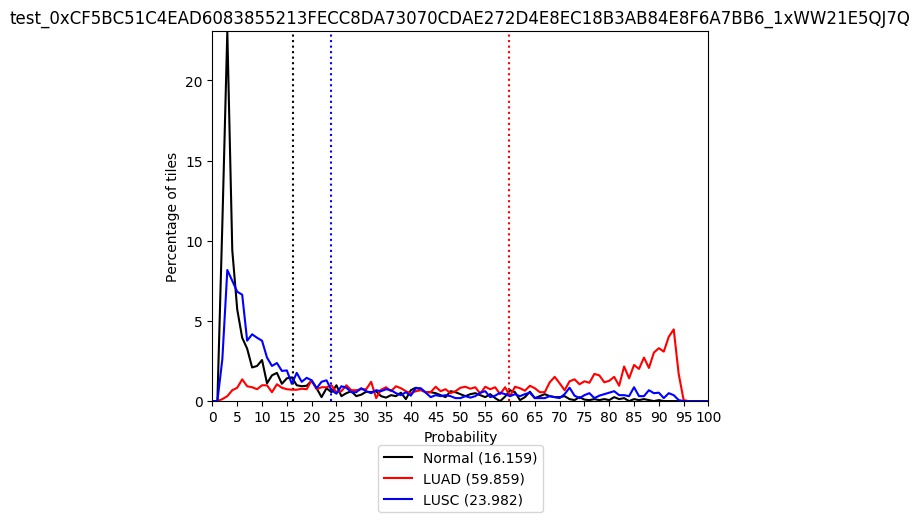 test_0xCF5BC51C4EAD6083855213FECC8DA73070CDAE272D4E8EC18B3AB84E8F6A7BB6_1xWW21E5QJ7Q
20
15
10
5
0
Percentage of tiles
0 5 10 15 20 25 30 35 40 45 50 55 60 65 70 75 80 85 90 95 100
Probability
Normal (16.159)
LUAD (59.859)
LUSC (23.982)